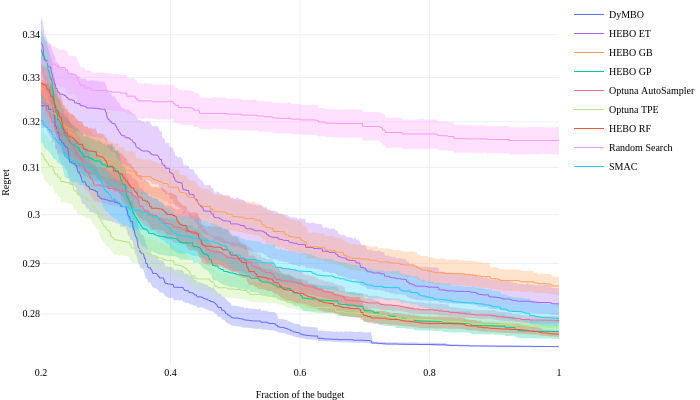 0.34
0.33
0.32
0.31
0.3
0.29
0.28
Regret
0.2
0.4
0.6
0.8
1
Fraction of the budget
DyMBO
HEBO ET
HEBO GB
HEBO GP
Optuna AutoSampler
Optuna TPE
HEBO RF
Random Search
SMAC